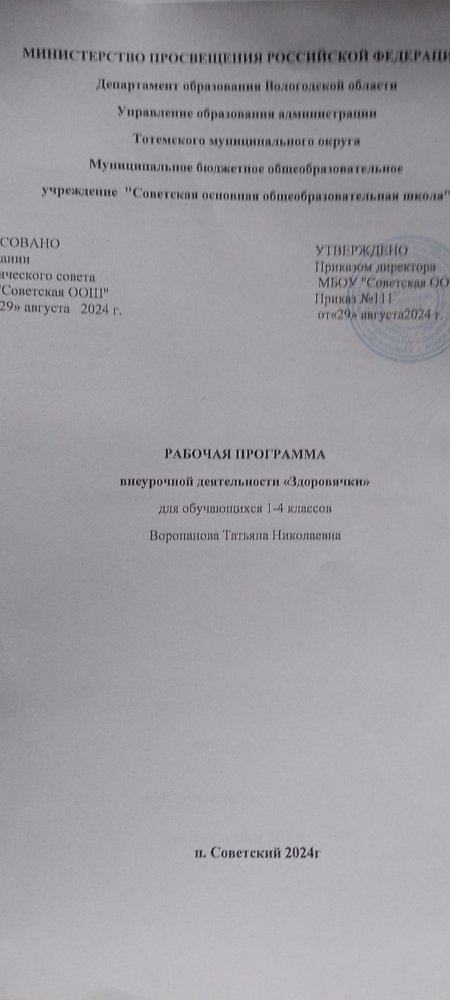 МИНИСТЕРСТВО ПРОСВЕЩЕНИЯ РОССИЙСКОЙ ФЕДЕРАЦИ
Департамент образования Вологодской области
Управление образования администрации
Тотемского муниципального округа
Муниципальное бюджетное общеобразовательное
учреждение "Советская основная общеобразовательная школа"
СОВАНО
дании
ического совета
"Советская ООШ"
29» августа 2024 г.
УТВЕРЖДЕНО
Приказом директора
МБОУ "Советская ОО
Приказ №111
от«29» августа2024 г.
РАБОЧАЯ ПРОГРАММА
внеурочной деятельности «Здоровячки»
для обучающихся 1-4 классов
Воропанова Татьяна Николаевна
п. Советский 2024г